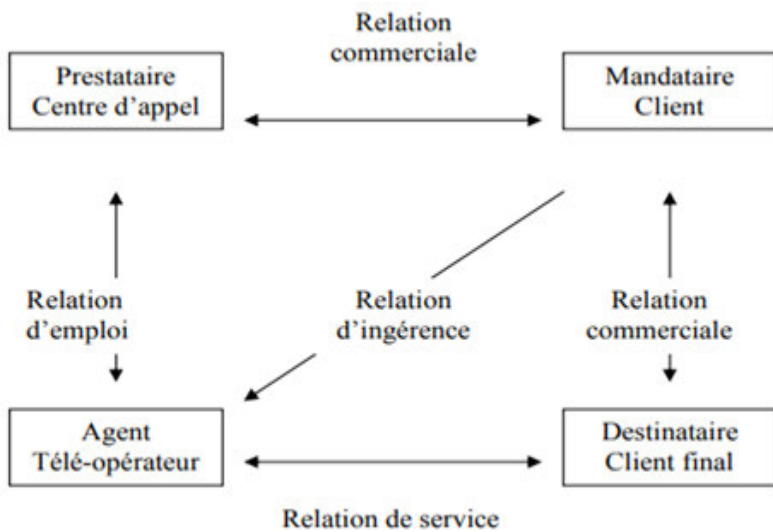 Relation
commerciale
Prestataire
Centre d'appel
Mandataire
Client
Relation
d'emploi
Relation
d'ingérence
Relation
commerciale
Agent
Télé-opérateur
Destinataire
Client final
Relation de service